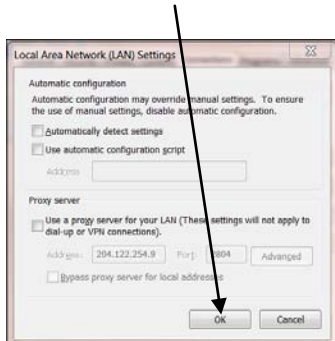 Local Area Network (LAN) Settings
Automatic configuration
Automatic configuration may override manual settings. To ensure
the use of manual settings, disable automatic configuration.
Automatically detect settings
Use automatic configuration script
Address
Proxy server
Use a proxy server for your LAN (These settings will not apply to
dial-up or VPN connections).
Address: 204.122.254.9 Port: 2804 Advanced
Bypass proxy server for local addresses
OK Cancel